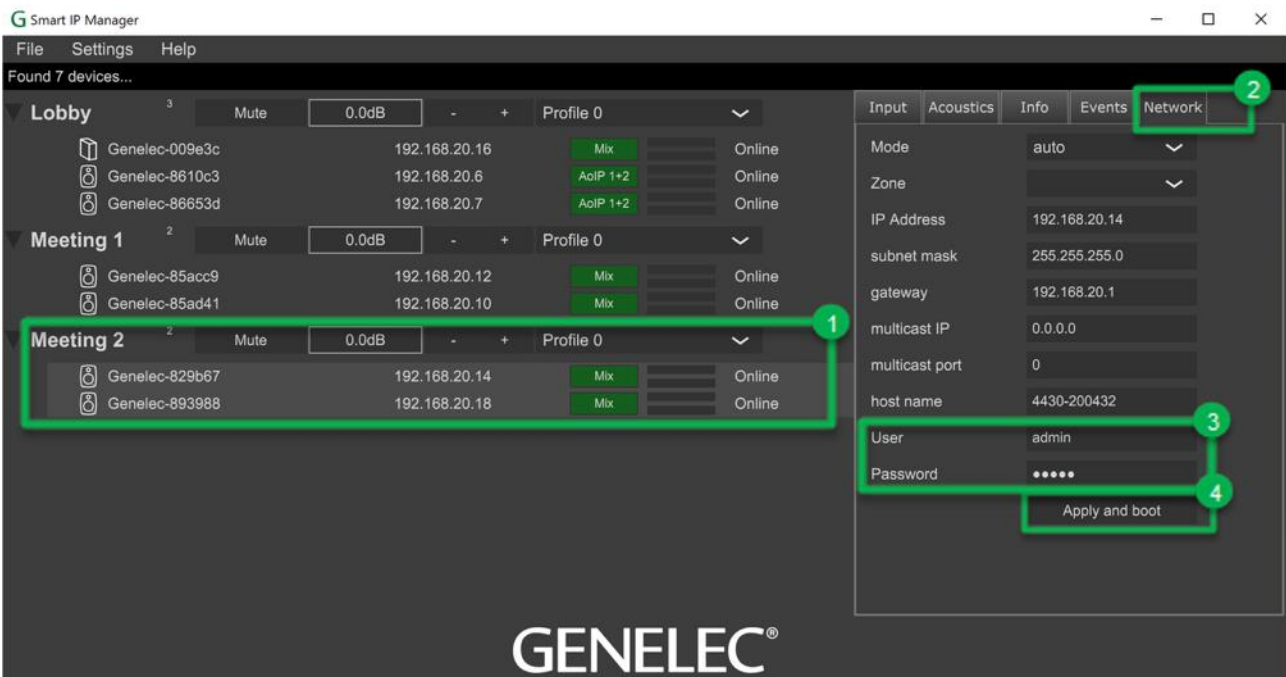 G Smart IP Manager
File Settings Help
Found 7 devices...
Lobby 3 Mute 0.0dB - + Profile 0
Genelec-009e3c 192.168.20.16 Mix Online
Genelec-8610c3 192.168.20.6 AoIP 1+2 Online
Genelec-86653d 192.168.20.7 AoIP 1+2 Online
Meeting 1 2 Mute 0.0dB - + Profile 0
Genelec-85acc9 192.168.20.12 Mix Online
Genelec-85ad41 192.168.20.10 Mix Online
1
Meeting 2 2 Mute 0.0dB - + Profile 0
Genelec-829b67 192.168.20.14 Mix Online
Genelec-893988 192.168.20.18 Mix Online
2
Input Acoustics Info Events Network
Mode auto
Zone
IP Address 192.168.20.14
subnet mask 255.255.255.0
gateway 192.168.20.1
multicast IP 0.0.0.0
multicast port 0
host name 4430-200432
3
User admin
Password •••••
4
Apply and boot
GENELEC®